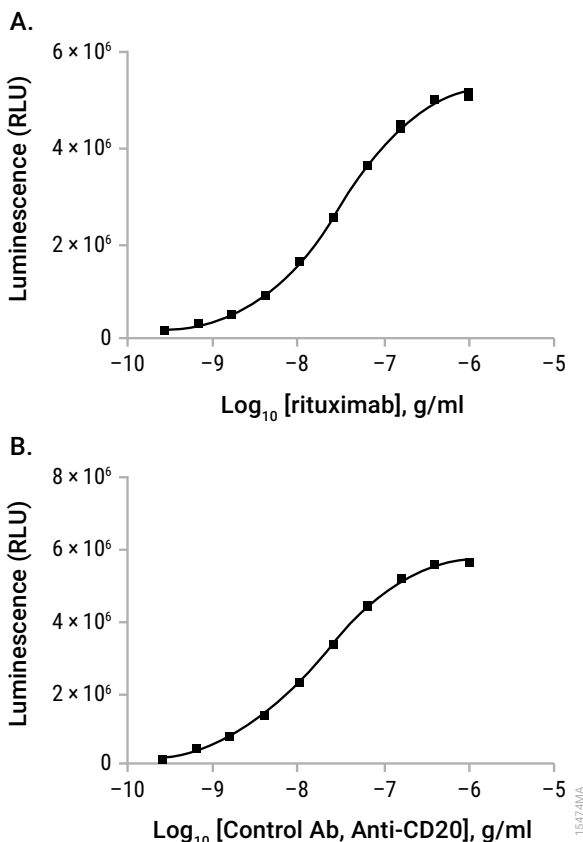 A.
6 × 10⁶
4 × 10⁶
2 × 10⁶
0
Luminescence (RLU)
−10 −9 −8 −7 −6 −5
Log₁₀ [rituximab], g/ml
B.
8 × 10⁶
6 × 10⁶
4 × 10⁶
2 × 10⁶
0
Luminescence (RLU)
−10 −9 −8 −7 −6 −5
Log₁₀ [Control Ab, Anti-CD20], g/ml
15474MA